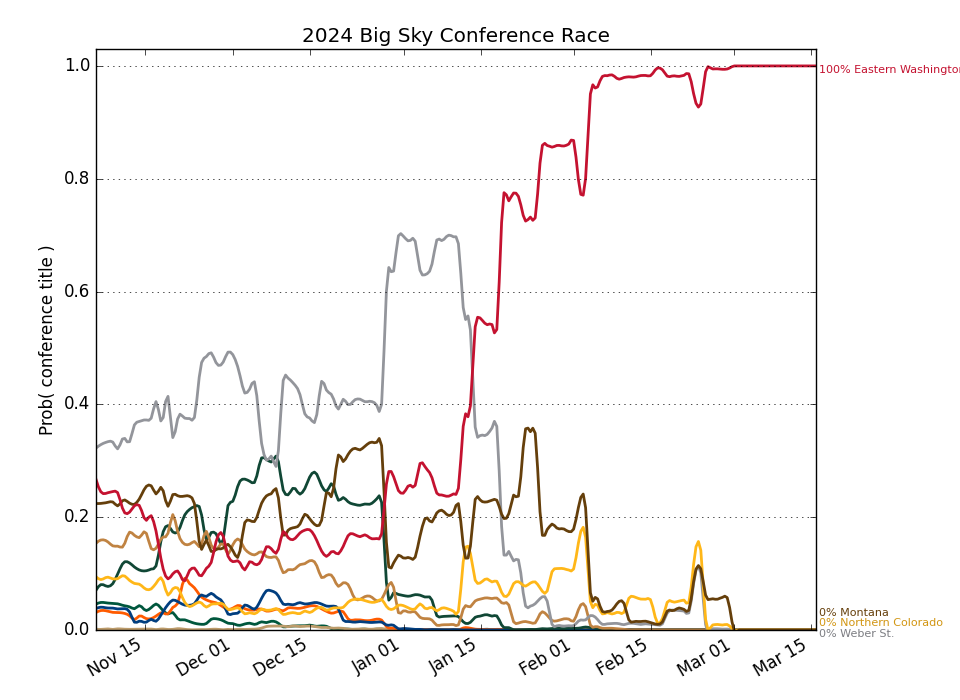 2024 Big Sky Conference Race
Prob( conference title )
1.0
0.8
0.6
0.4
0.2
0.0
Nov 15
Dec 01
Dec 15
Jan 01
Jan 15
Feb 01
Feb 15
Mar 01
Mar 15
100% Eastern Washington
0% Montana
0% Northern Colorado
0% Weber St.